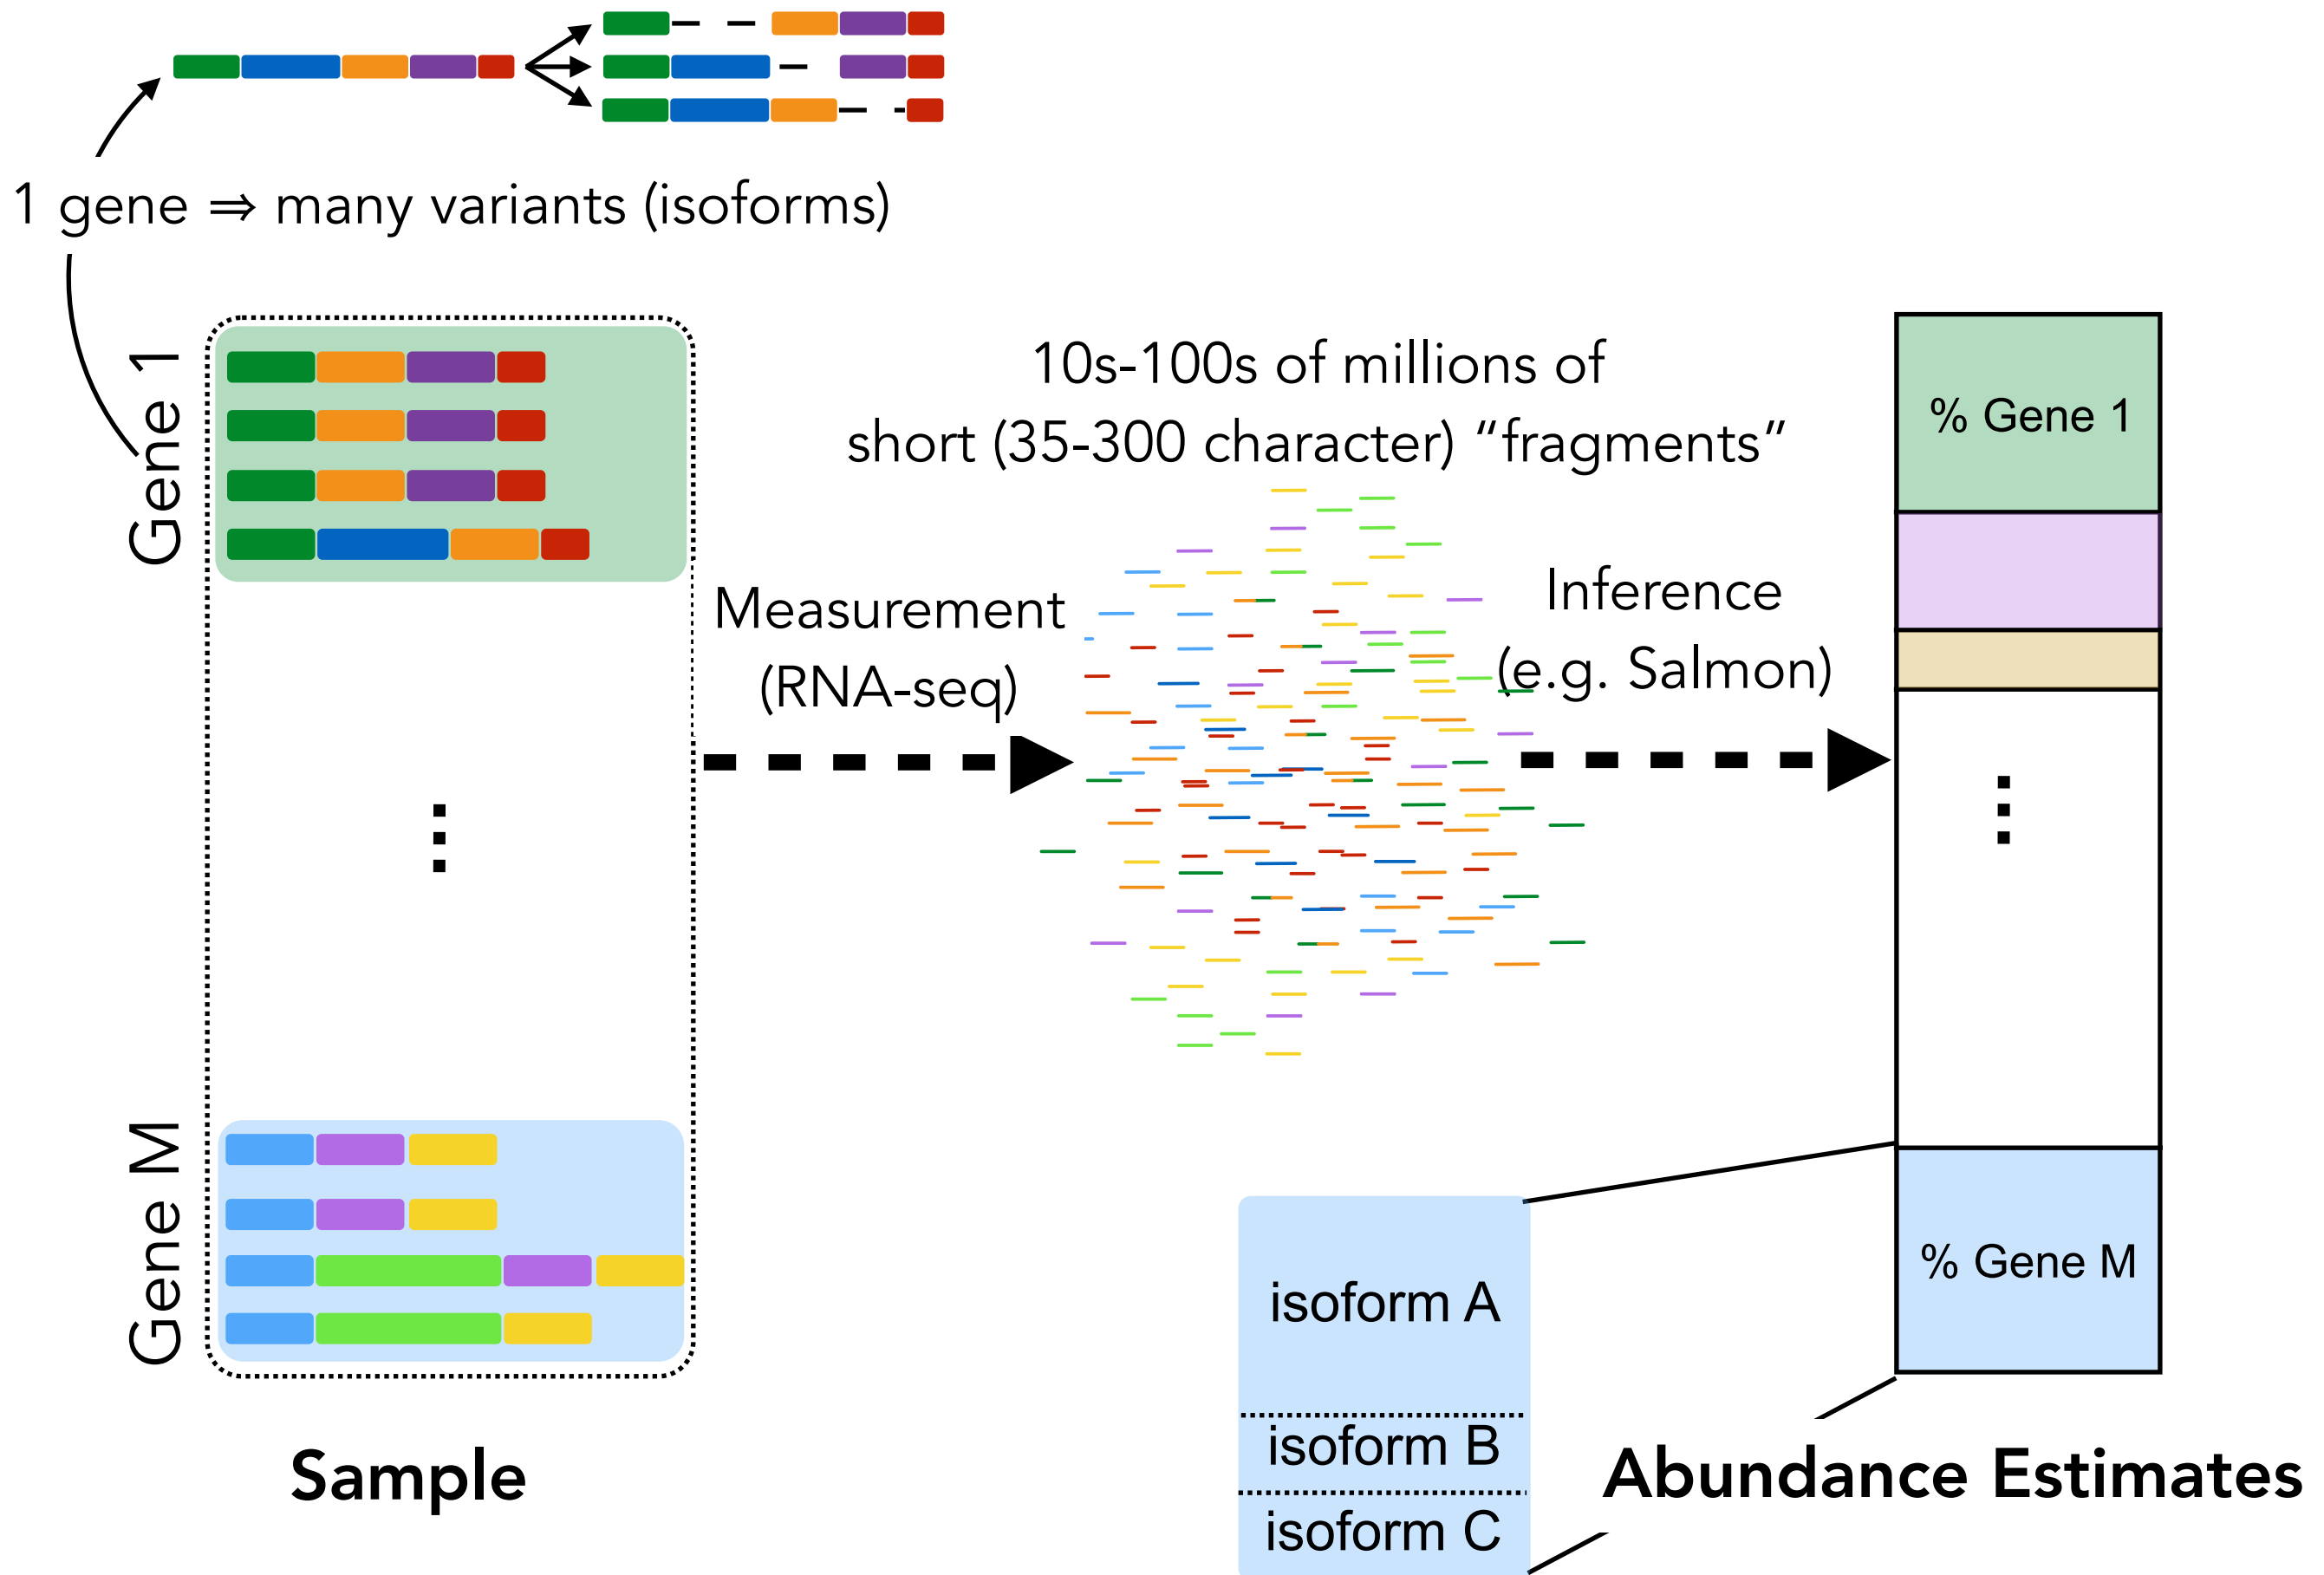 1 gene ⇒ many variants (isoforms)
Gene 1
10s-100s of millions of
short (35-300 character) “fragments“
Measurement
(RNA-seq)
Inference
(e.g. Salmon)
% Gene 1
Gene M
% Gene M
isoform A
isoform B
isoform C
Sample
Abundance Estimates